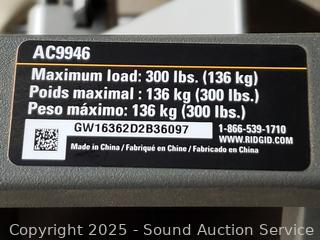 AC9946
Maximum load: 300 lbs. (136 kg)
Poids maximal : 136 kg (300 lbs.)
Peso máximo: 136 kg (300 lbs.)
GW16362D2B36097
1-866-539-1710
WWW.RIDGID.COM
Made in China / Fabriqué en Chine / Fabricado en China
Copyright 2025 - Sound Auction Service